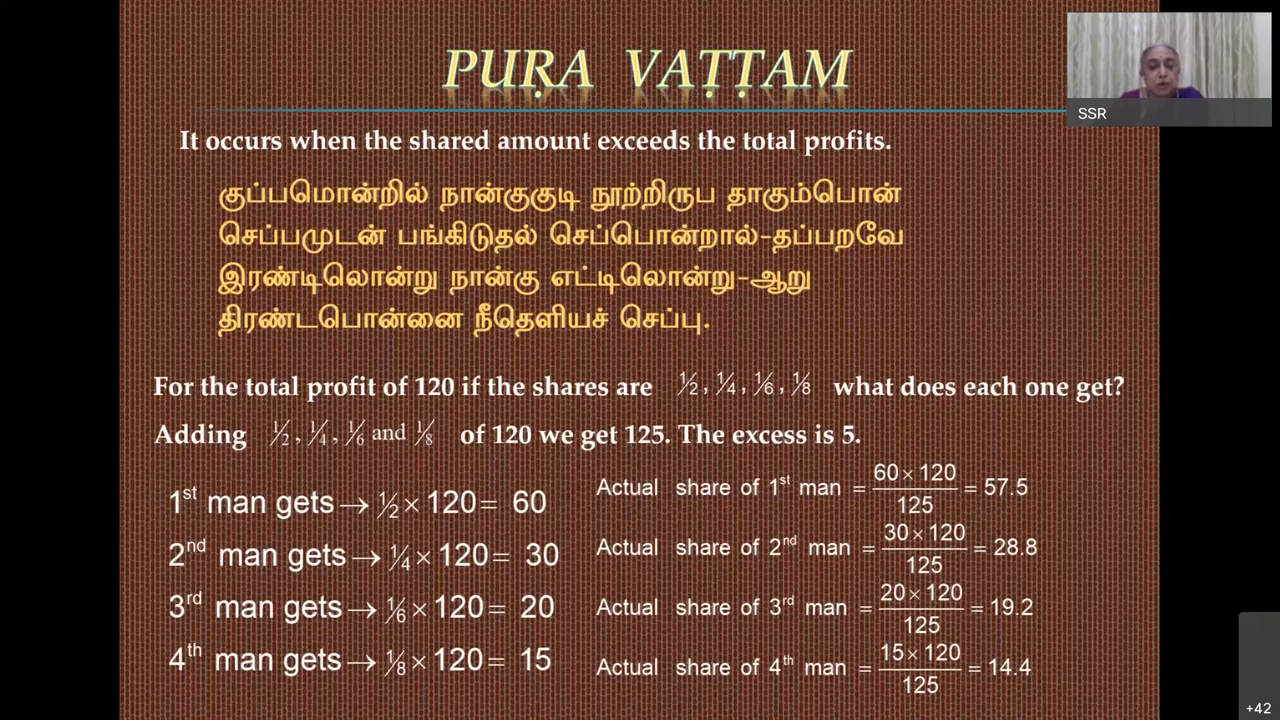 PUṚA VAṬṬAM
SSR
It occurs when the shared amount exceeds the total profits.
குப்பமொன்றில் நான்குகுடி நூற்றிருப தாகும்பொன்
செப்பமுடன் பங்கிடுதல் செப்பொன்றால்-தப்பறவே
இரண்டிலொன்று நான்கு எட்டிலொன்று-ஆறு
திரண்டபொன்னை நீதெளியச் செப்பு.
For the total profit of 120 if the shares are ½, ¼, ⅙, ⅛ what does each one get?
Adding ½, ¼, ⅙ and ⅛ of 120 we get 125. The excess is 5.
1st man gets → ½ × 120 = 60
2nd man gets → ¼ × 120 = 30
3rd man gets → ⅙ × 120 = 20
4th man gets → ⅛ × 120 = 15
Actual share of 1st man = 60 × 120 / 125 = 57.5
Actual share of 2nd man = 30 × 120 / 125 = 28.8
Actual share of 3rd man = 20 × 120 / 125 = 19.2
Actual share of 4th man = 15 × 120 / 125 = 14.4
+42